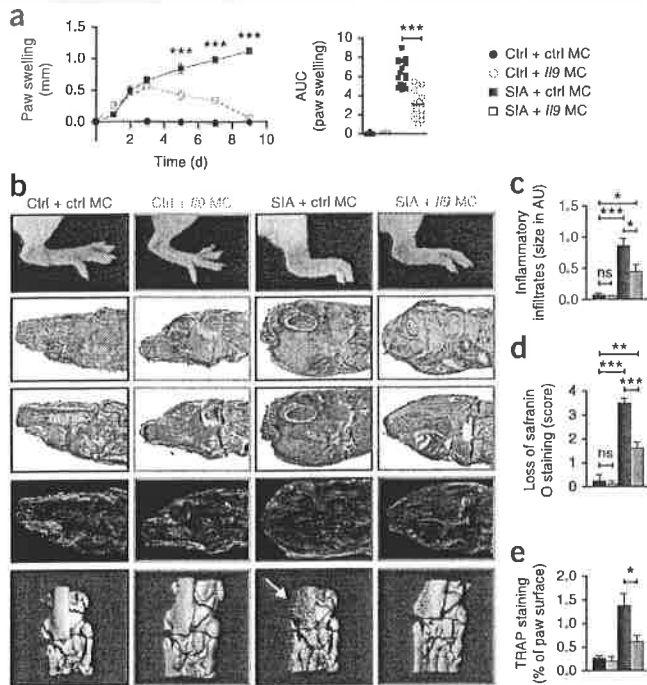 a
Paw swelling
(mm)
1.5
1.0
0.5
0.0
0
2
4
6
8
10
Time (d)
***
***
***
AUC
(paw swelling)
10
8
6
4
2
0
***
Ctrl + ctrl MC
Ctrl + Il9 MC
SIA + ctrl MC
SIA + Il9 MC
b
Ctrl + ctrl MC
Ctrl + Il9 MC
SIA + ctrl MC
SIA + Il9 MC
c
Inflammatory
infiltrates (size in AU)
1.5
1.0
0.5
0.0
*
***
*
ns
d
Loss of safranin
O staining (score)
4
3
2
1
0
**
***
***
ns
e
TRAP staining
(% of paw surface)
2.0
1.5
1.0
0.5
0
*